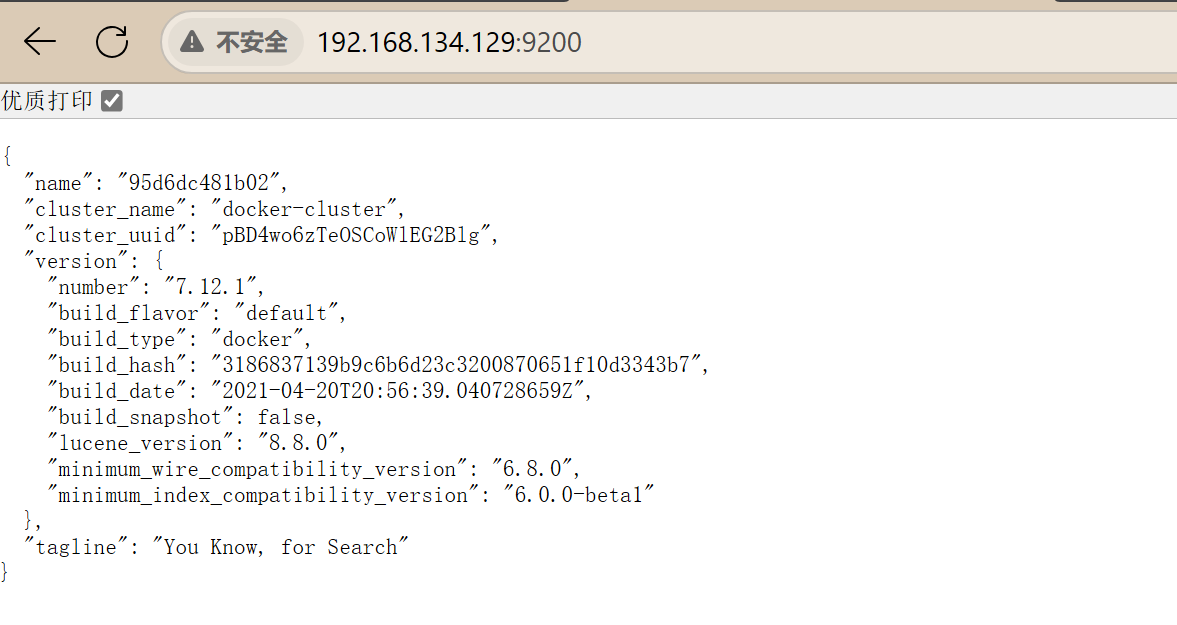 不安全 192.168.134.129:9200
优质打印
{
"name": "95d6dc481b02",
"cluster_name": "docker-cluster",
"cluster_uuid": "pBD4wo6zTeOSCoWlEG2Blg",
"version": {
"number": "7.12.1",
"build_flavor": "default",
"build_type": "docker",
"build_hash": "3186837139b9c6b6d23c3200870651f10d3343b7",
"build_date": "2021-04-20T20:56:39.040728659Z",
"build_snapshot": false,
"lucene_version": "8.8.0",
"minimum_wire_compatibility_version": "6.8.0",
"minimum_index_compatibility_version": "6.0.0-beta1"
},
"tagline": "You Know, for Search"
}